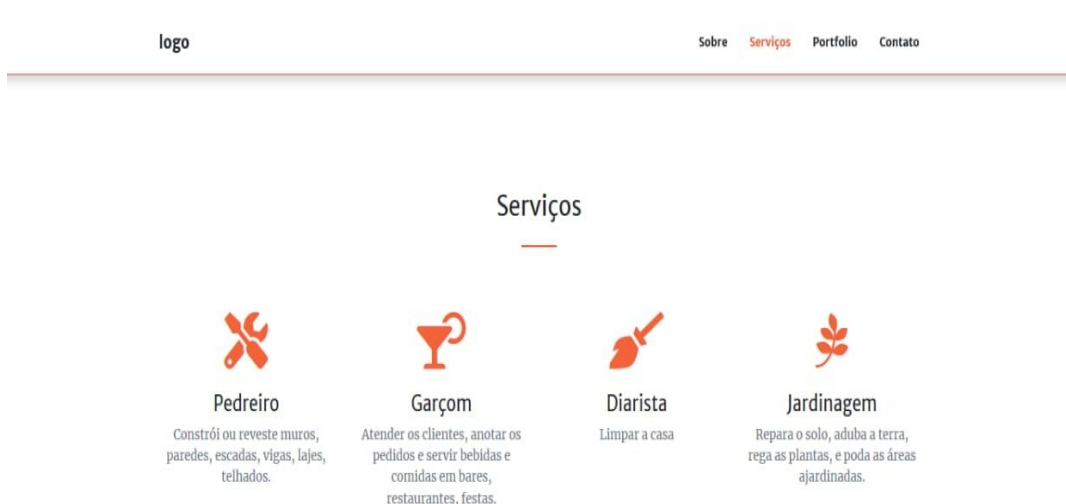 logo
Sobre Serviços Portfolio Contato
Serviços
Pedreiro
Constrói ou reveste muros,
paredes, escadas, vigas, lajes,
telhados.
Garçom
Atender os clientes, anotar os
pedidos e servir bebidas e
comidas em bares,
restaurantes, festas.
Diarista
Limpar a casa
Jardinagem
Repara o solo, aduba a terra,
rega as plantas, e poda as áreas
ajardinadas.